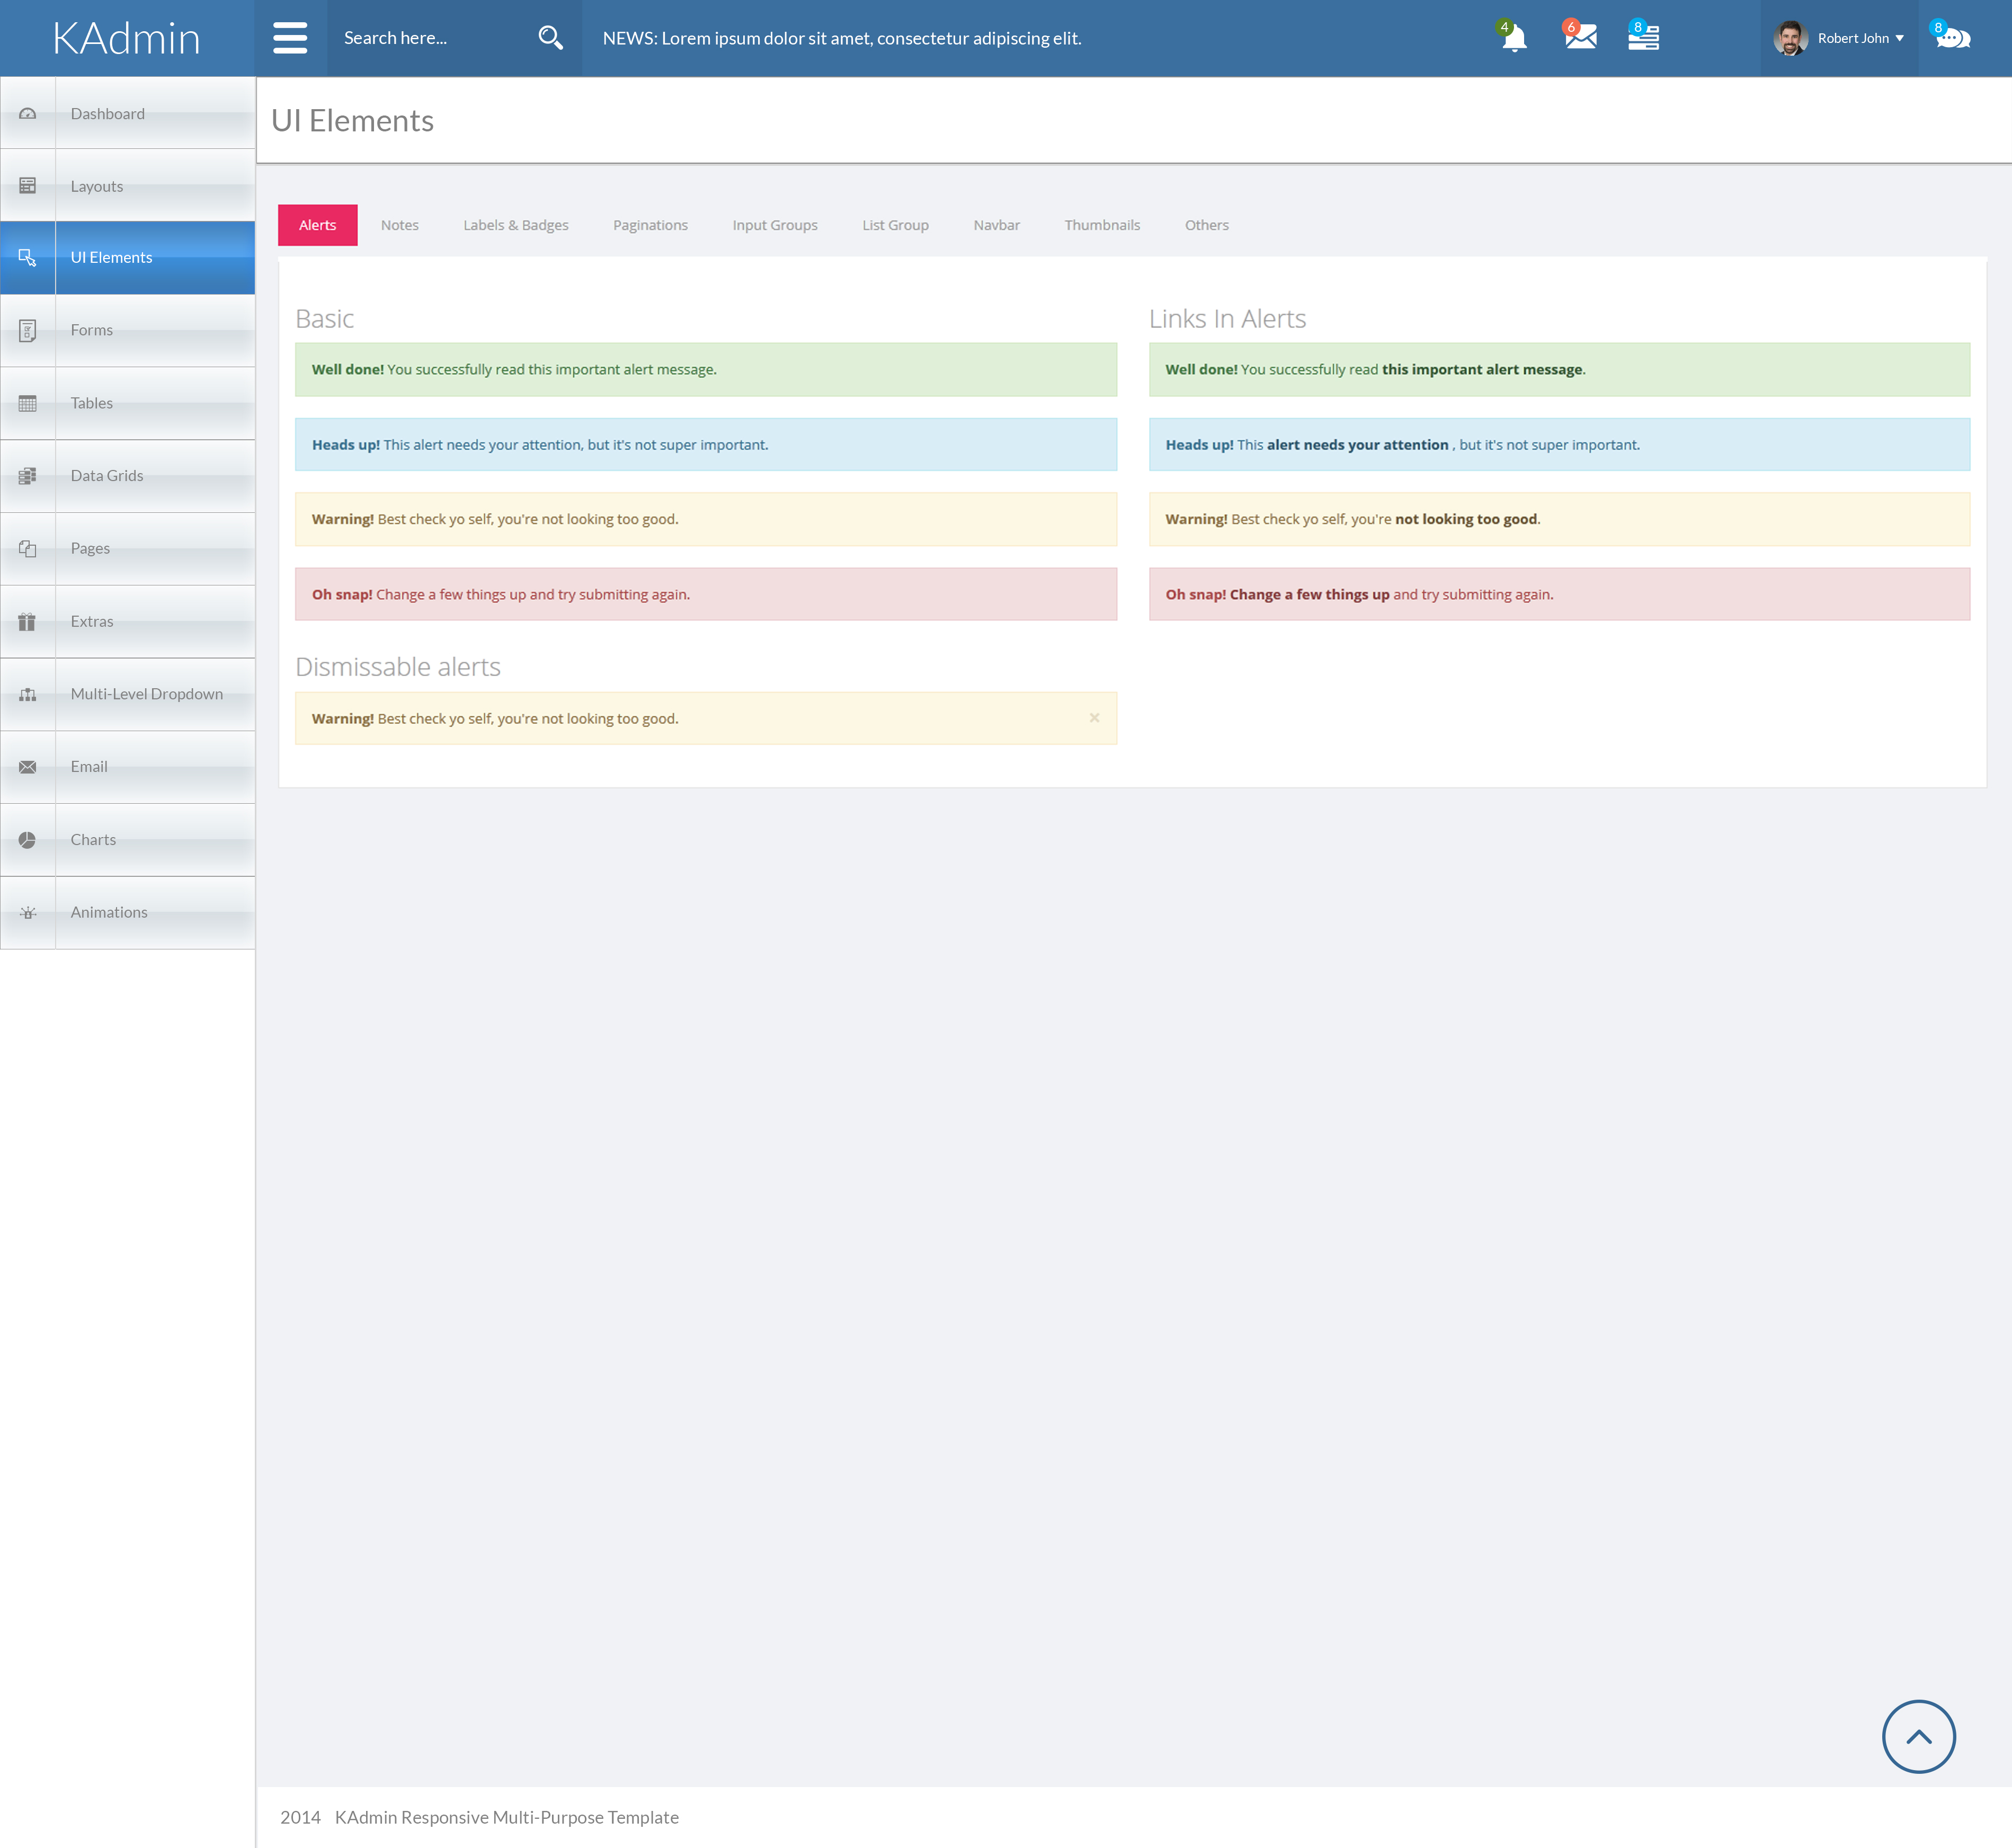 KAdmin
Search here...
NEWS: Lorem ipsum dolor sit amet, consectetur adipiscing elit.
4
6
8
Robert John
8
Dashboard
Layouts
UI Elements
Forms
Tables
Data Grids
Pages
Extras
Multi-Level Dropdown
Email
Charts
Animations
UI Elements
Alerts
Notes
Labels & Badges
Paginations
Input Groups
List Group
Navbar
Thumbnails
Others
Basic
Well done! You successfully read this important alert message.
Heads up! This alert needs your attention, but it's not super important.
Warning! Best check yo self, you're not looking too good.
Oh snap! Change a few things up and try submitting again.
Links In Alerts
Well done! You successfully read this important alert message.
Heads up! This alert needs your attention , but it's not super important.
Warning! Best check yo self, you're not looking too good.
Oh snap! Change a few things up and try submitting again.
Dismissable alerts
Warning! Best check yo self, you're not looking too good.
×
2014 KAdmin Responsive Multi-Purpose Template